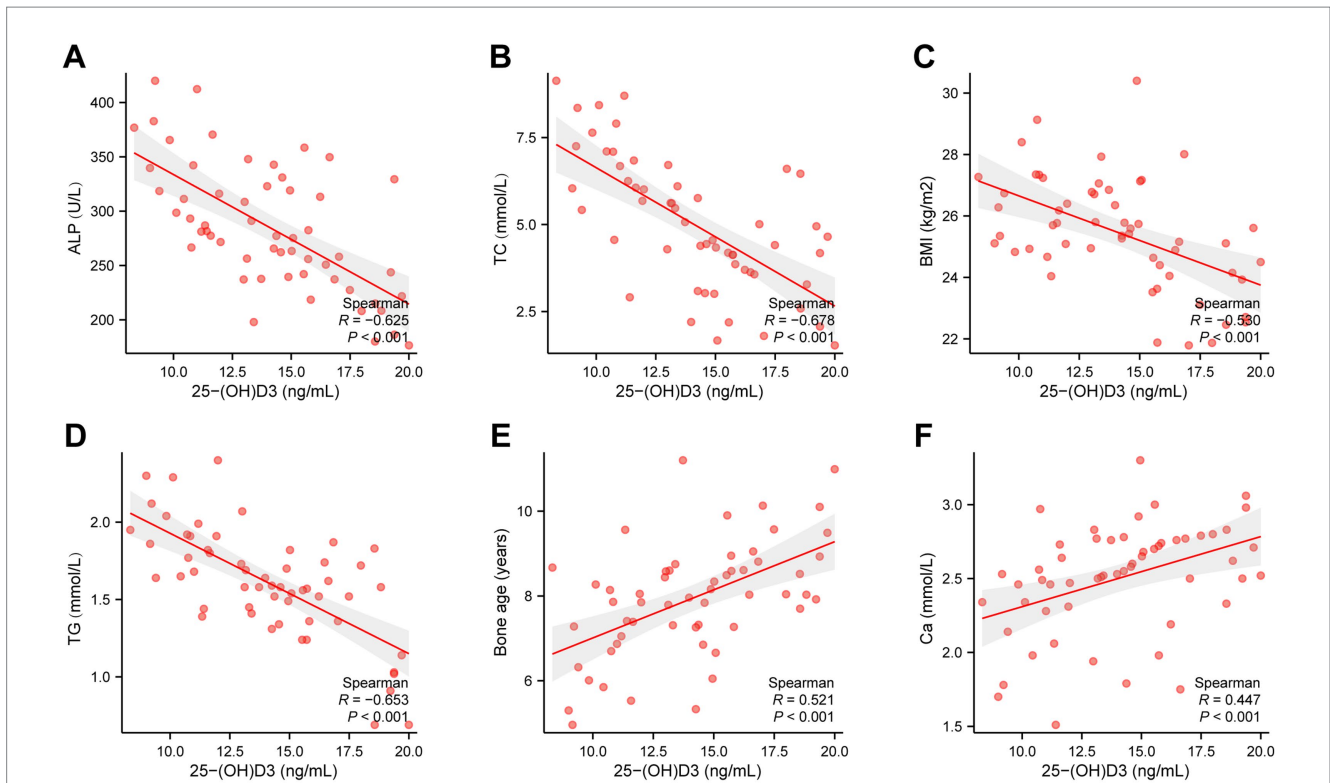 A
400
350
300
250
200
ALP (U/L)
Spearman
R = −0.625
P < 0.001
10.0 12.5 15.0 17.5 20.0
25−(OH)D3 (ng/mL)
B
7.5
5.0
2.5
TC (mmol/L)
Spearman
R = −0.678
P < 0.001
10.0 12.5 15.0 17.5 20.0
25−(OH)D3 (ng/mL)
C
30
28
26
24
22
BMI (kg/m2)
Spearman
R = −0.530
P < 0.001
10.0 12.5 15.0 17.5 20.0
25−(OH)D3 (ng/mL)
D
2.0
1.5
1.0
TG (mmol/L)
Spearman
R = −0.653
P < 0.001
10.0 12.5 15.0 17.5 20.0
25−(OH)D3 (ng/mL)
E
10
8
6
Bone age (years)
Spearman
R = 0.521
P < 0.001
10.0 12.5 15.0 17.5 20.0
25−(OH)D3 (ng/mL)
F
3.0
2.5
2.0
1.5
Ca (mmol/L)
Spearman
R = 0.447
P < 0.001
10.0 12.5 15.0 17.5 20.0
25−(OH)D3 (ng/mL)